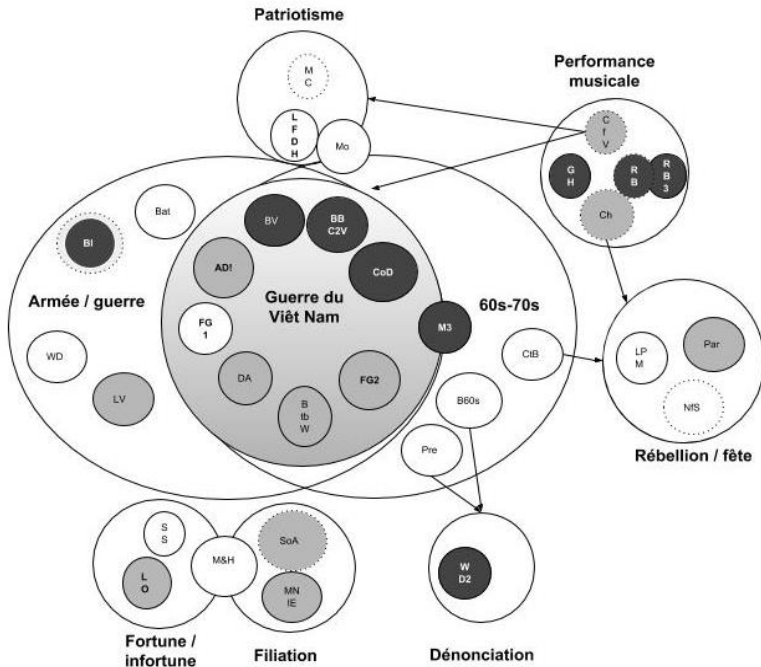 Patriotisme
M
C
L
F
D
H
Mo
Performance
musicale
C
f
V
G
H
R
B
R
B
3
Ch
Bat
BI
Armée / guerre
WD
LV
BV
BB
C2V
AD!
CoD
Guerre du
Viêt Nam
FG
1
DA
B
tb
W
FG2
M3
60s-70s
CtB
B60s
Pre
LP
M
Par
NfS
Rébellion / fête
S
S
L
O
M&H
SoA
MN
IE
W
D2
Fortune /
infortune
Filiation
Dénonciation